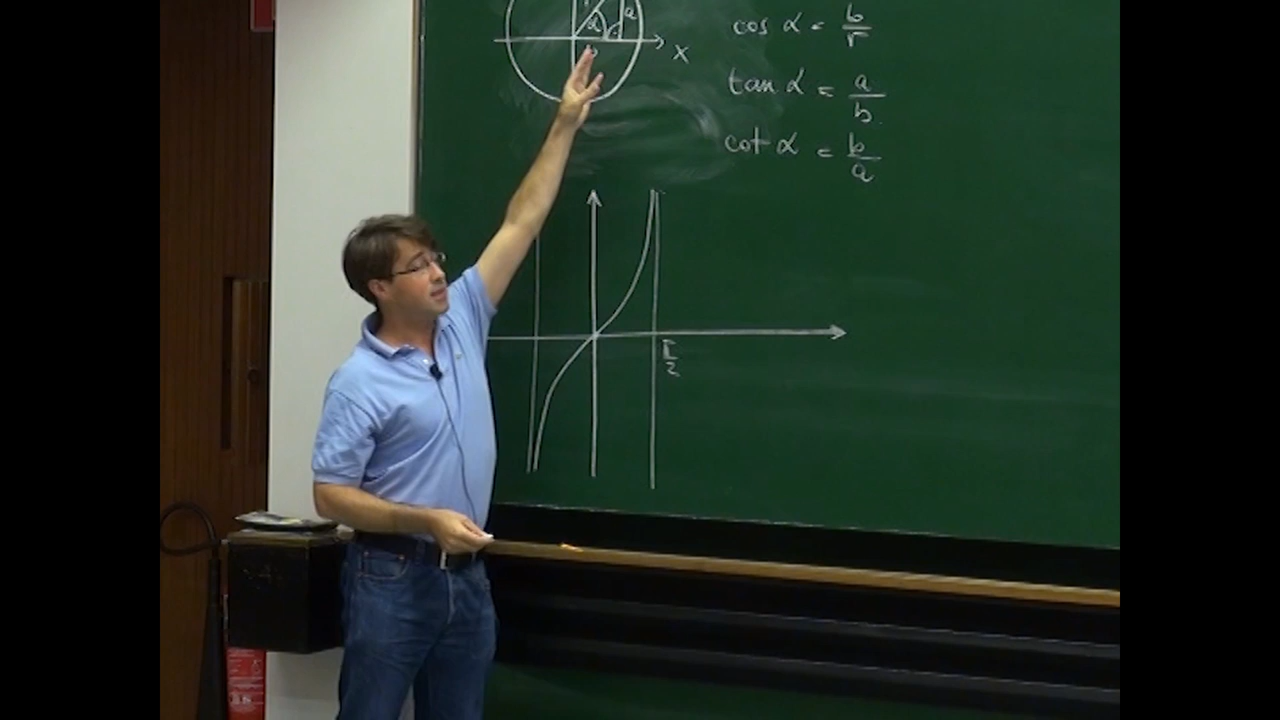 α a
b
x
cos α = b/r
tan α = a/b
cot α = b/a
π/2